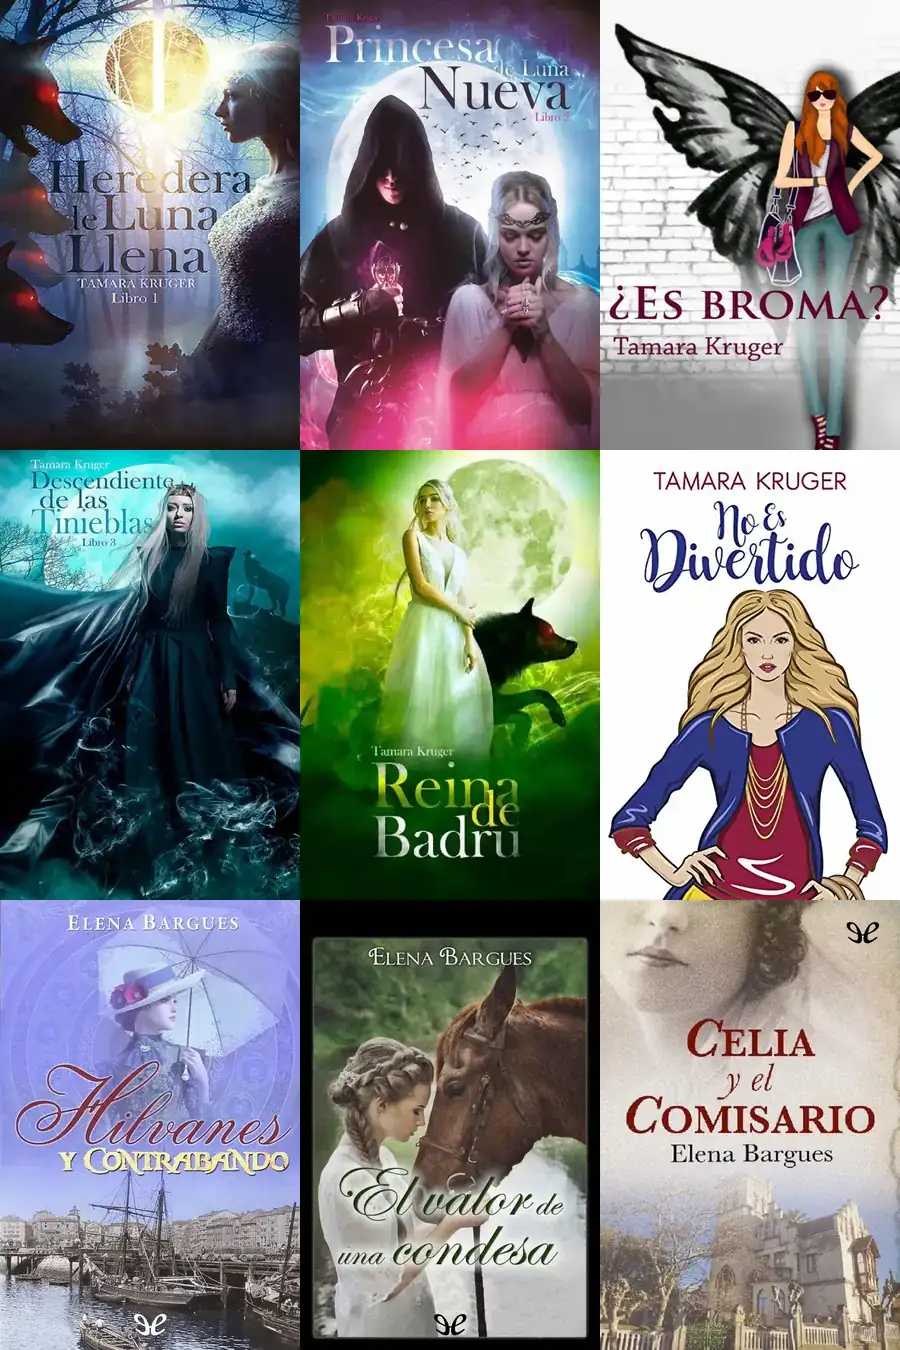 Heredera
de Luna
Llena
TAMARA KRUGER
Libro 1
Princesa
de Luna
Nueva
Libro 2
¿ES BROMA?
Tamara Kruger
Tamara Kruger
Descendiente
de las
Tinieblas
Libro 3
Tamara Kruger
Reina
de
Badru
TAMARA KRUGER
No Es
Divertido
ELENA BARGUES
Hilvanes
Y CONTRABANDO
ELENA BARGUES
El valor de
una condesa
CELIA
y el
COMISARIO
Elena Bargues